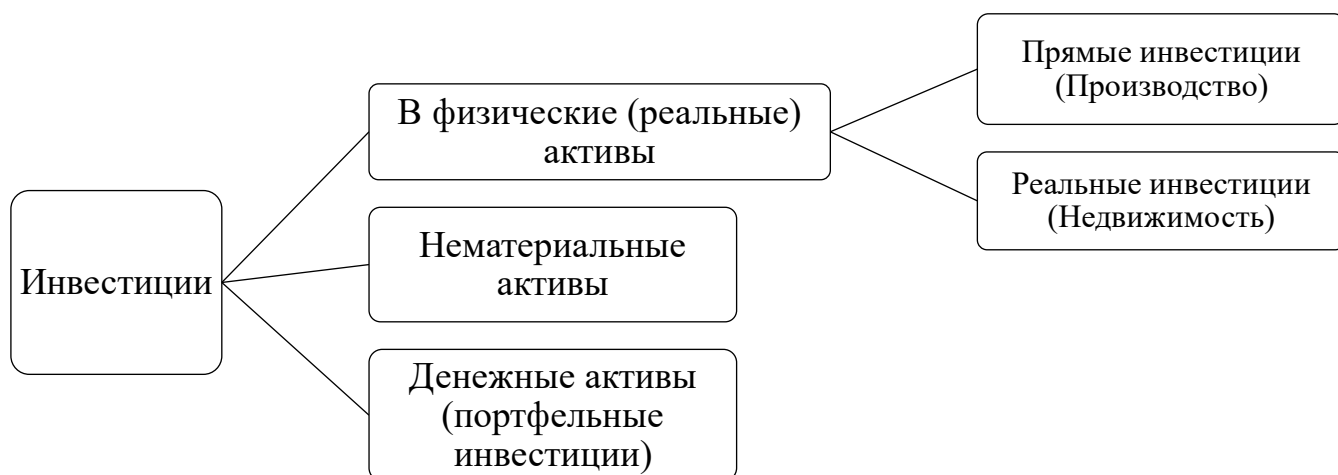 Инвестиции
В физические (реальные)
активы
Прямые инвестиции
(Производство)
Реальные инвестиции
(Недвижимость)
Нематериальные
активы
Денежные активы
(портфельные
инвестиции)